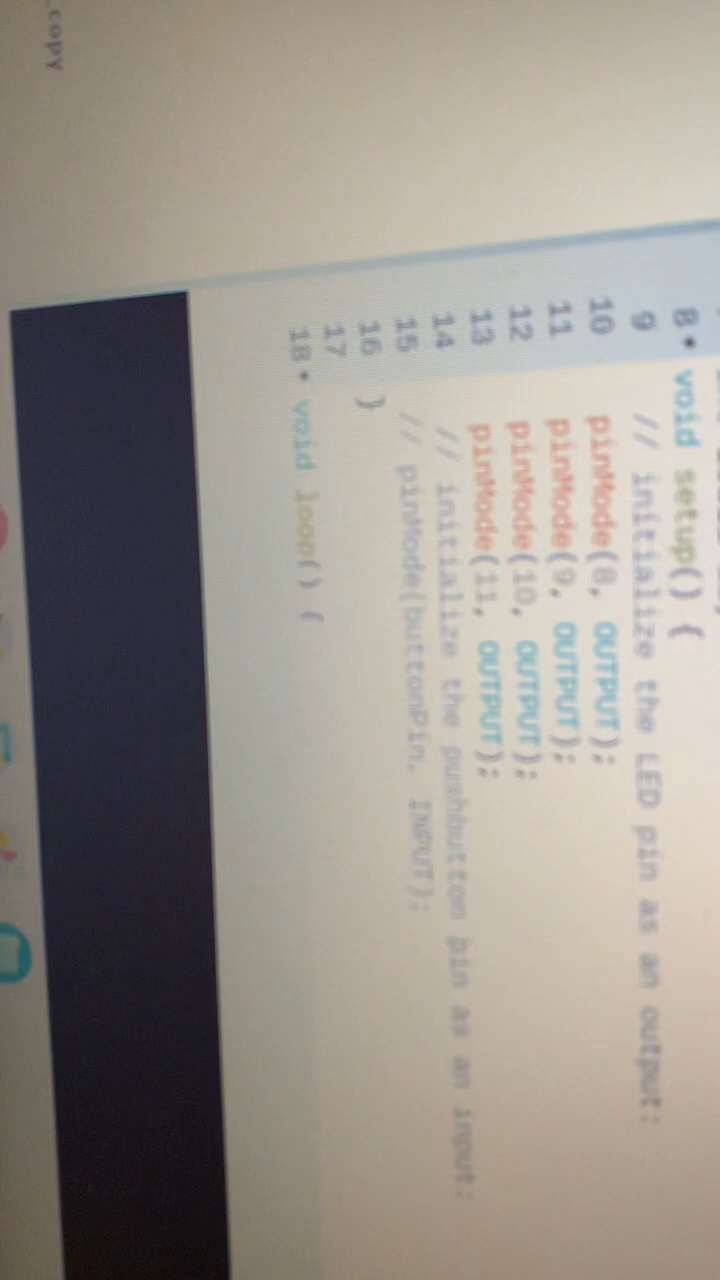 8 void setup() {
9 // initialize the LED pin as an output:
10 pinMode(8, OUTPUT);
11 pinMode(9, OUTPUT);
12 pinMode(10, OUTPUT);
13 pinMode(11, OUTPUT);
14 // initialize the pushbutton pin as an input:
15 // pinMode(buttonPin, INPUT);
16 }
17
18 void loop() {
_copy